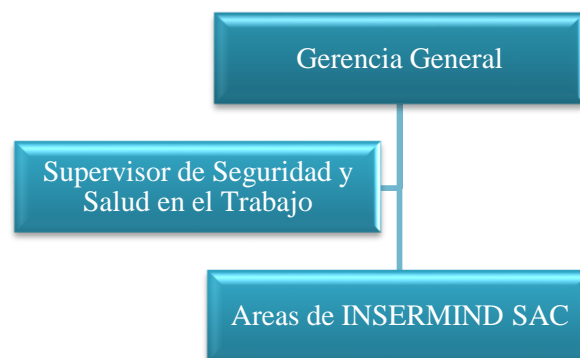 Gerencia General
Supervisor de Seguridad y
Salud en el Trabajo
Areas de INSERMIND SAC